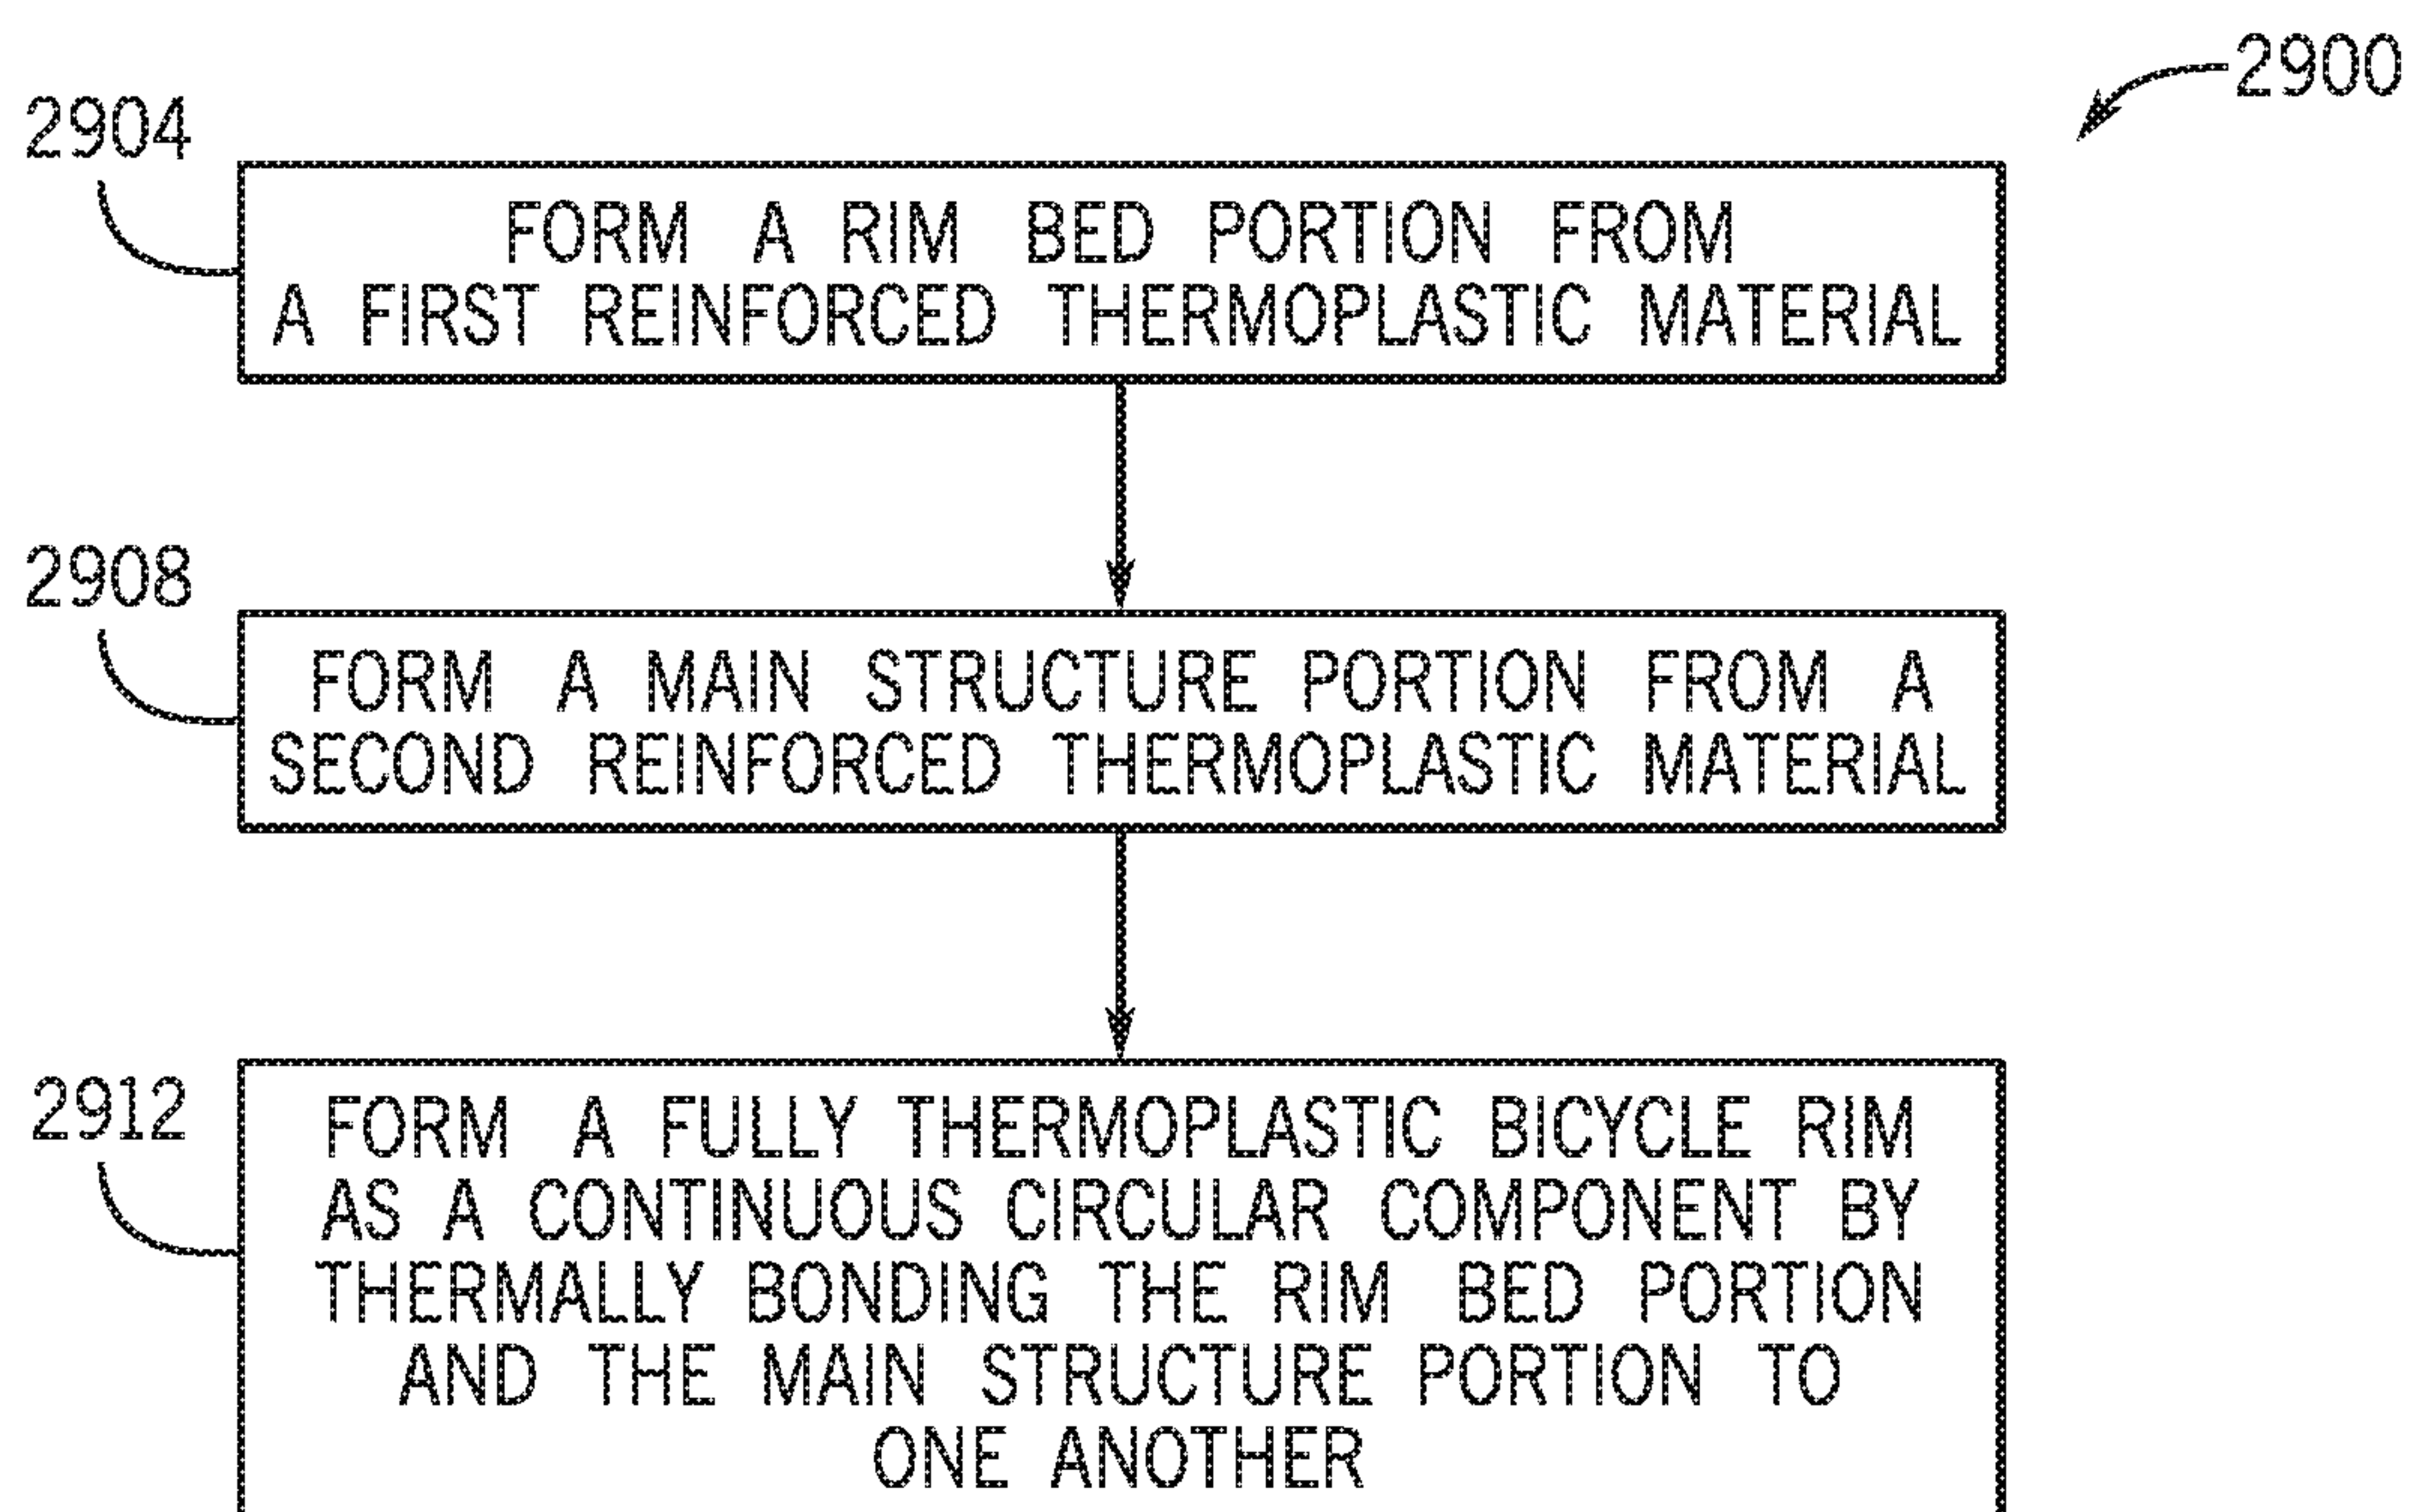 2900
2904
FORM A RIM BED PORTION FROM
A FIRST REINFORCED THERMOPLASTIC MATERIAL
2908
FORM A MAIN STRUCTURE PORTION FROM A
SECOND REINFORCED THERMOPLASTIC MATERIAL
2912
FORM A FULLY THERMOPLASTIC BICYCLE RIM
AS A CONTINUOUS CIRCULAR COMPONENT BY
THERMALLY BONDING THE RIM BED PORTION
AND THE MAIN STRUCTURE PORTION TO
ONE ANOTHER